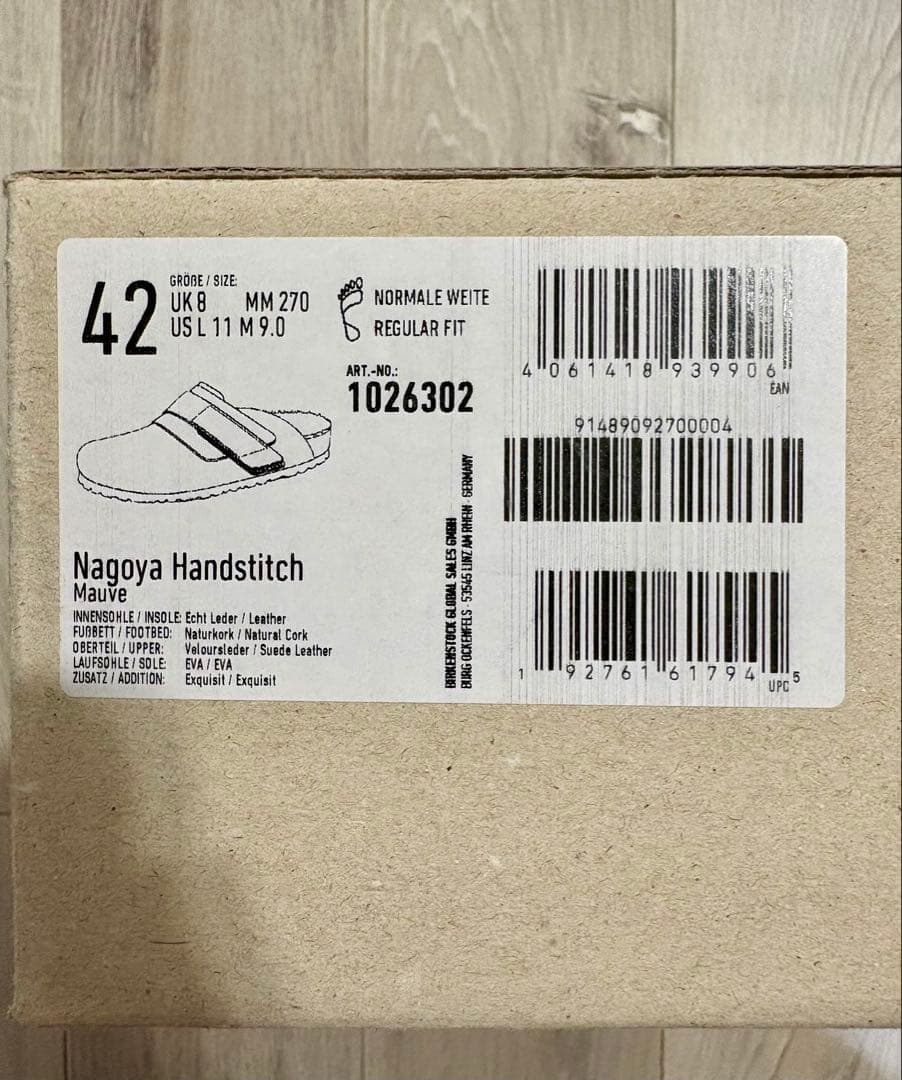 42
GRÖßE / SIZE:
UK 8 MM 270
US L 11 M 9.0
NORMALE WEITE
REGULAR FIT
ART.-NO.:
1026302
Nagoya Handstitch
Mauve
INNENSOHLE / INSOLE: Echt Leder / Leather
FUßBETT / FOOTBED: Naturkork / Natural Cork
OBERTEIL / UPPER: Veloursleder / Suede Leather
LAUFSOHLE / SOLE: EVA / EVA
ZUSATZ / ADDITION: Exquisit / Exquisit
BIRKENSTOCK GLOBAL SALES GMBH
BURG OCKENFELS - 53545 LINZ AM RHEIN - GERMANY
4 061418 939906
EAN
91489092700004
1 92761 61794 5
UPC